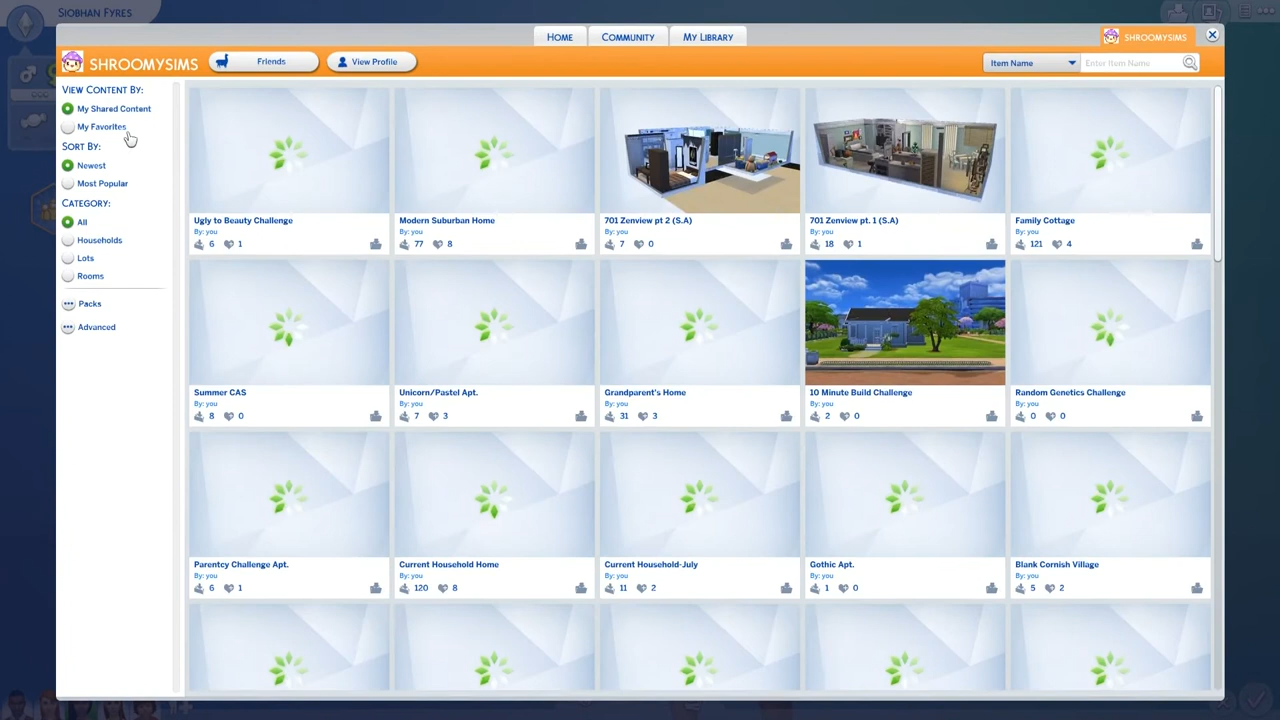 Siobhan Fyres
Home
Community
My Library
ShroomySims
ShroomySims
Friends
View Profile
Item Name
Enter Item Name
View Content By:
My Shared Content
My Favorites
Sort By:
Newest
Most Popular
Category:
All
Households
Lots
Rooms
Packs
Advanced
Ugly to Beauty Challenge
By: you
6 1
Modern Suburban Home
By: you
77 8
701 Zenview pt 2 (S.A)
By: you
7 0
701 Zenview pt. 1 (S.A)
By: you
18 1
Family Cottage
By: you
121 4
Summer CAS
By: you
8 0
Unicorn/Pastel Apt.
By: you
7 3
Grandparent's Home
By: you
31 3
10 Minute Build Challenge
By: you
2 0
Random Genetics Challenge
By: you
0 0
Parentcy Challenge Apt.
By: you
6 1
Current Household Home
By: you
120 8
Current Household-July
By: you
11 2
Gothic Apt.
By: you
1 0
Blank Cornish Village
By: you
5 2